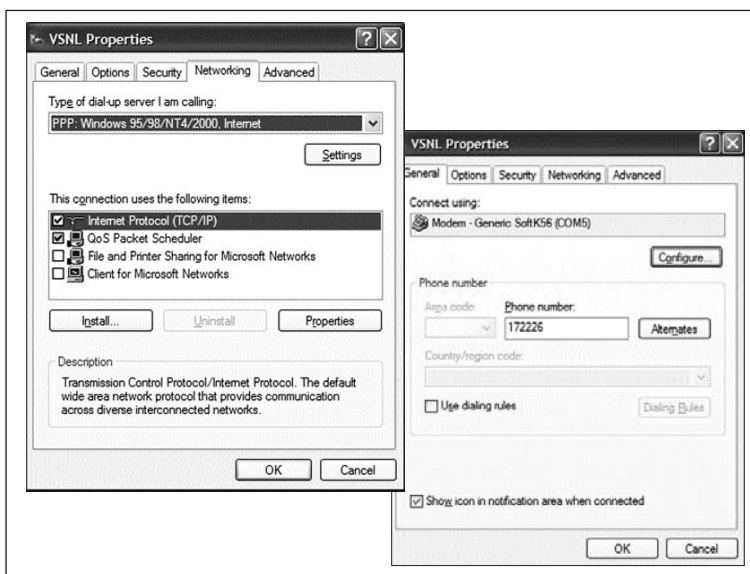 VSNL Properties
General Options Security Networking Advanced
Type of dial-up server I am calling:
PPP: Windows 95/98/NT4/2000, Internet
Settings
This connection uses the following items:
Internet Protocol (TCP/IP)
QoS Packet Scheduler
File and Printer Sharing for Microsoft Networks
Client for Microsoft Networks
Install... Uninstall Properties
Description
Transmission Control Protocol/Internet Protocol. The default
wide area network protocol that provides communication
across diverse interconnected networks.
OK Cancel
VSNL Properties
General Options Security Networking Advanced
Connect using:
Modem - Generic SoftK56 (COM5)
Configure...
Phone number
Area code: Phone number:
172226 Alternates
Country/region code:
Use dialing rules Dialing Rules
Show icon in notification area when connected
OK Cancel